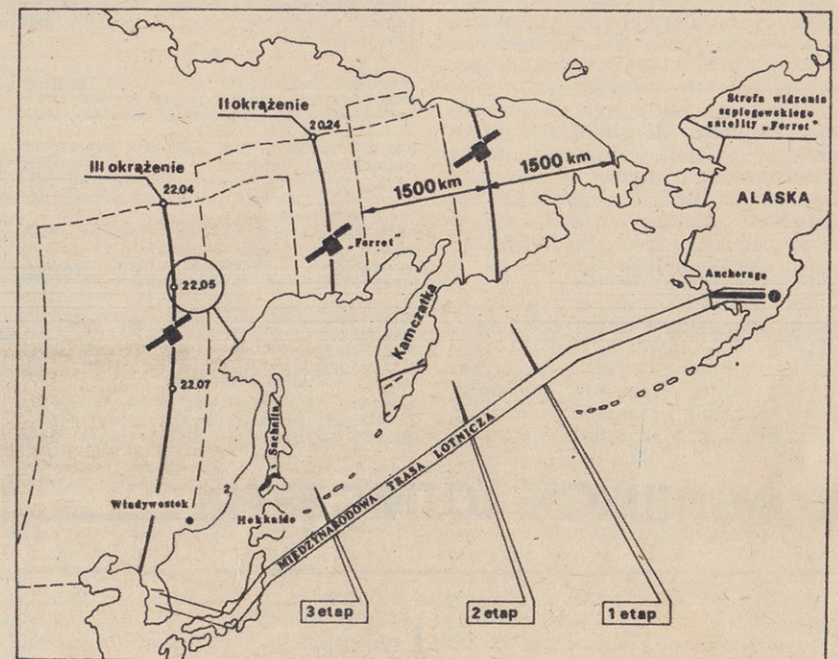 II okrążenie
20.24
Strefa widzenia
szpiegowskiego
satelity „Ferret”
III okrążenie
22.04
1500 km
1500 km
ALASKA
„Ferret”
Anchorage
22.05
Kamczatka
22.07
Sachalin
2
MIĘDZYNARODOWA TRASA LOTNICZA
Władywostok
Hokkaido
3 etap
2 etap
1 etap